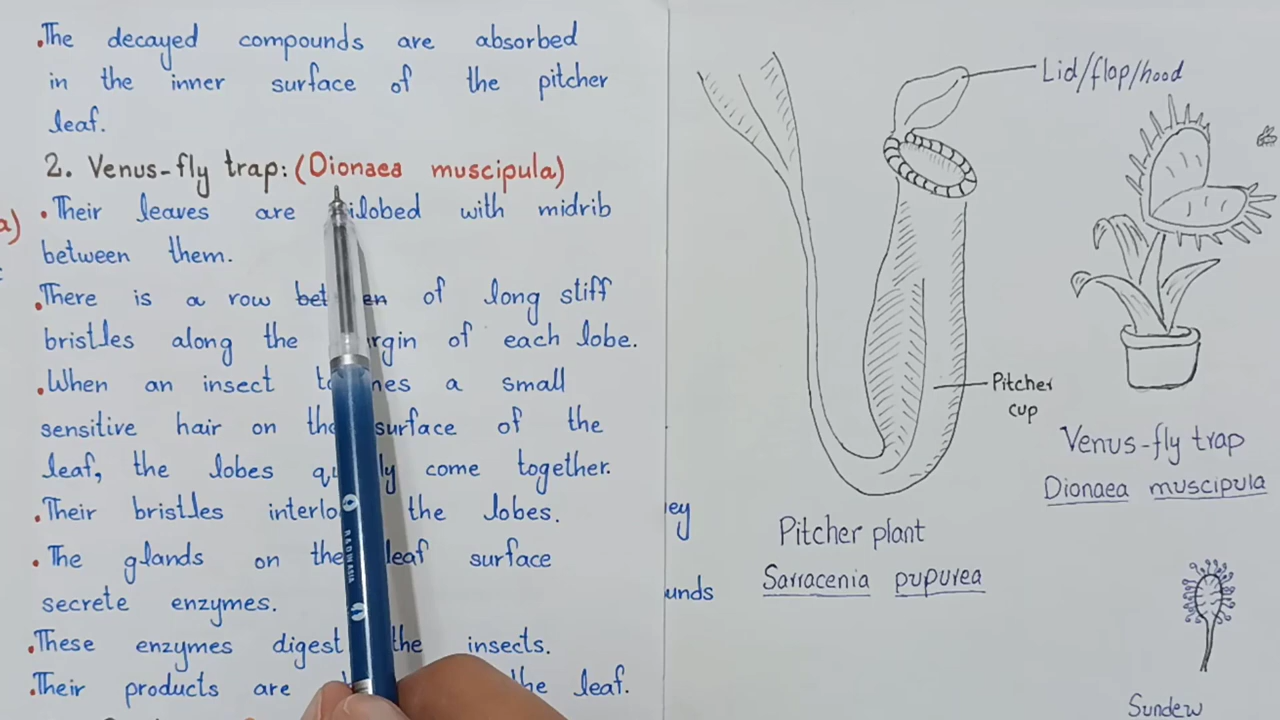 .The decayed compounds are absorbed
in the inner surface of the pitcher
leaf.
2. Venus-fly trap: (Dionaea muscipula)
a)
.Their leaves are ilobed with midrib
between them.
.There is a row of long stiff
bristles along the rgin of each lobe.
.When an insect a small
sensitive hair on the surface of the
leaf, the lobes come together.
.Their bristles the lobes.
.The glands on the leaf surface
secrete enzymes.
.These enzymes digest the insects.
.Their products are the leaf.
ey
unds
Lid/flap/hood
Pitcher
cup
Pitcher plant
Sarracenia pupurea
Venus-fly trap
Dionaea muscipula
Sundew